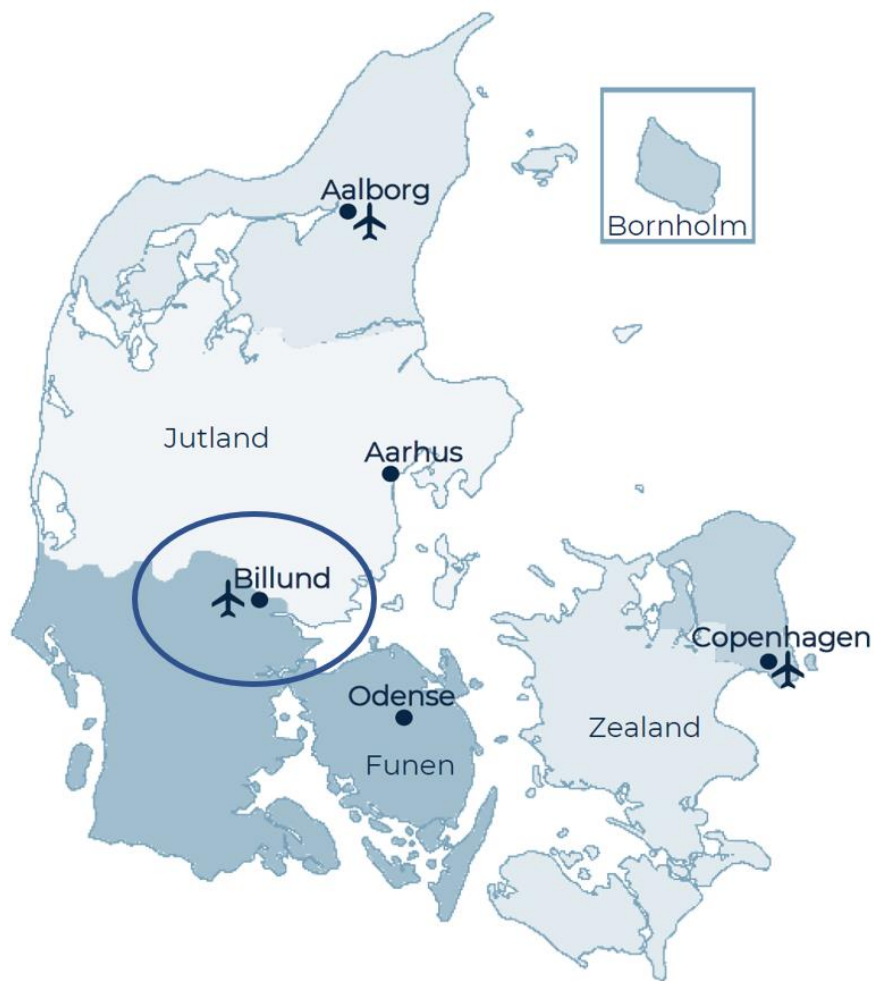 Aalborg
Bornholm
Jutland
Aarhus
Billund
Copenhagen
Odense
Zealand
Funen